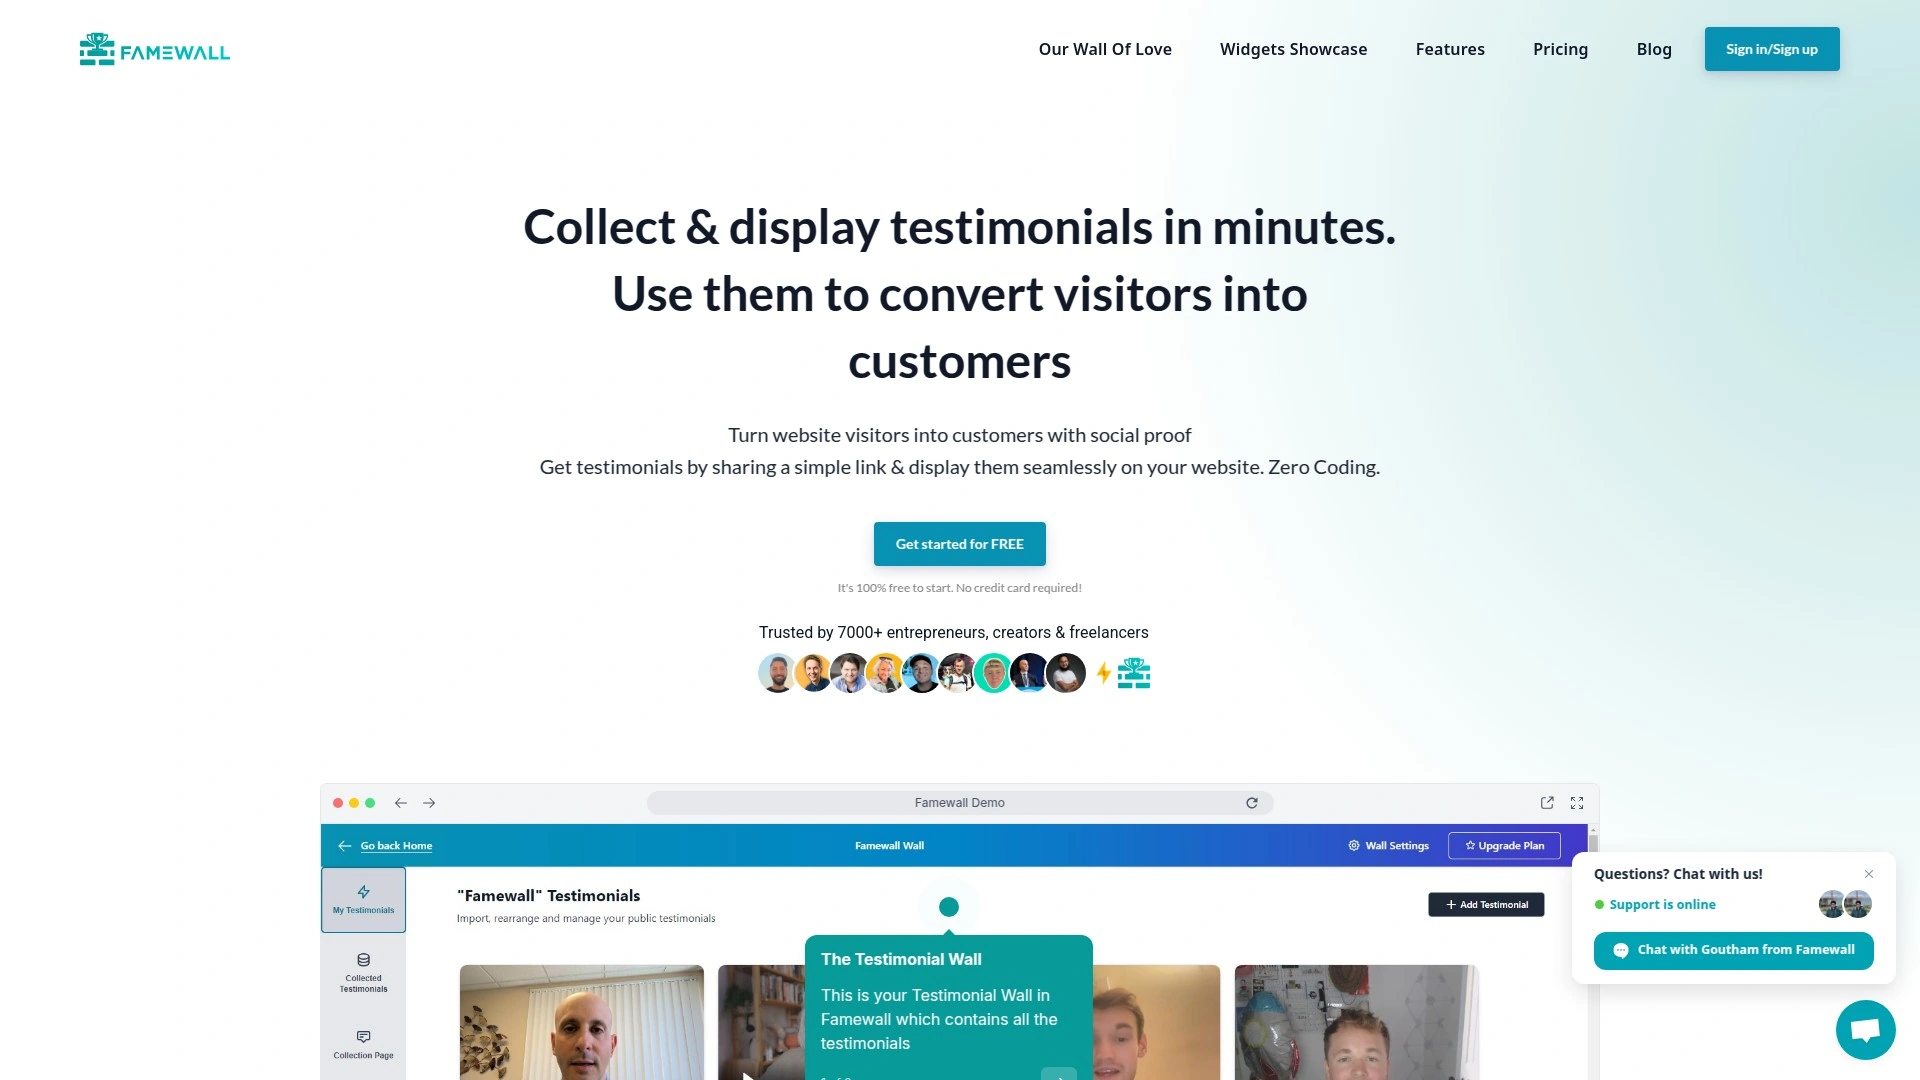 FAMEWALL
Our Wall Of Love
Widgets Showcase
Features
Pricing
Blog
Sign in/Sign up
Collect & display testimonials in minutes.
Use them to convert visitors into
customers
Turn website visitors into customers with social proof
Get testimonials by sharing a simple link & display them seamlessly on your website. Zero Coding.
Get started for FREE
It's 100% free to start. No credit card required!
Trusted by 7000+ entrepreneurs, creators & freelancers
Famewall Demo
Go back Home
Famewall Wall
Wall Settings
Upgrade Plan
My Testimonials
Collected
Testimonials
Collection Page
"Famewall" Testimonials
Import, rearrange and manage your public testimonials
Add Testimonial
The Testimonial Wall
This is your Testimonial Wall in
Famewall which contains all the
testimonials
Questions? Chat with us!
Support is online
Chat with Goutham from Famewall